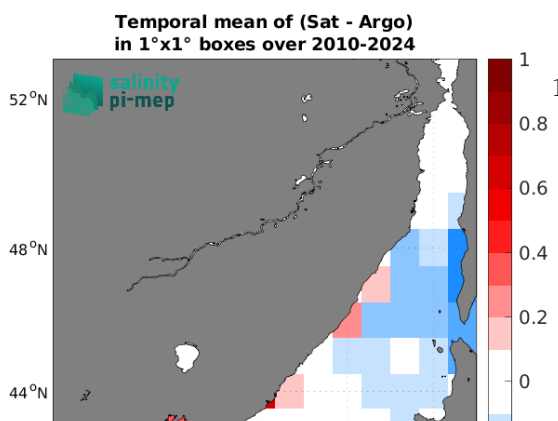 Temporal mean of (Sat - Argo)
in 1°x1° boxes over 2010-2024
salinity
pi-mep
52°N
48°N
44°N
1
0.8
0.6
0.4
0.2
0
1